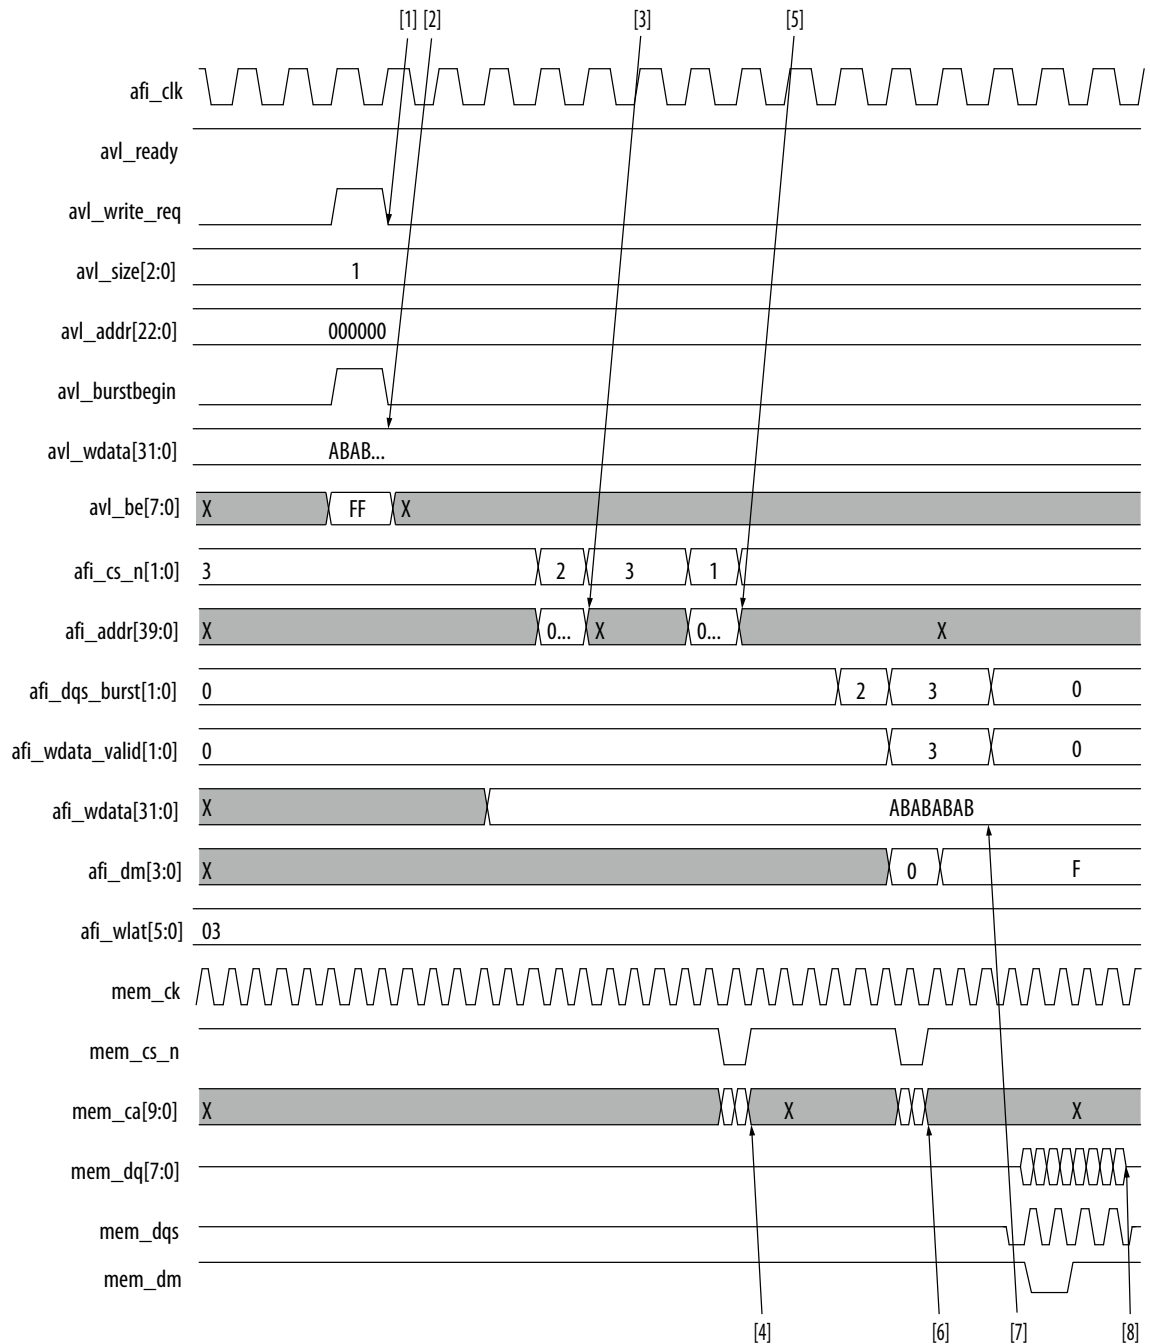 [1] [2] [3] [5]
afi_clk
avl_ready
avl_write_req
avl_size[2:0] 1
avl_addr[22:0] 000000
avl_burstbegin
avl_wdata[31:0] ABAB...
avl_be[7:0] X FF X
afi_cs_n[1:0] 3 2 3 1
afi_addr[39:0] X 0... X 0... X
afi_dqs_burst[1:0] 0 2 3 0
afi_wdata_valid[1:0] 0 3 0
afi_wdata[31:0] X ABABABAB
afi_dm[3:0] X 0 F
afi_wlat[5:0] 03
mem_ck
mem_cs_n
mem_ca[9:0] X X X
mem_dq[7:0]
mem_dqs
mem_dm
[4] [6] [7] [8]